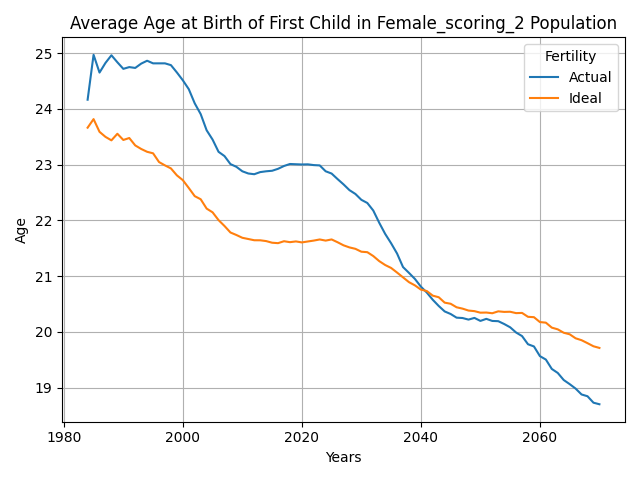 Average Age at Birth of First Child in Female_scoring_2 Population
Fertility
Actual
Ideal
25
24
23
22
21
20
19
Age
1980
2000
2020
2040
2060
Years